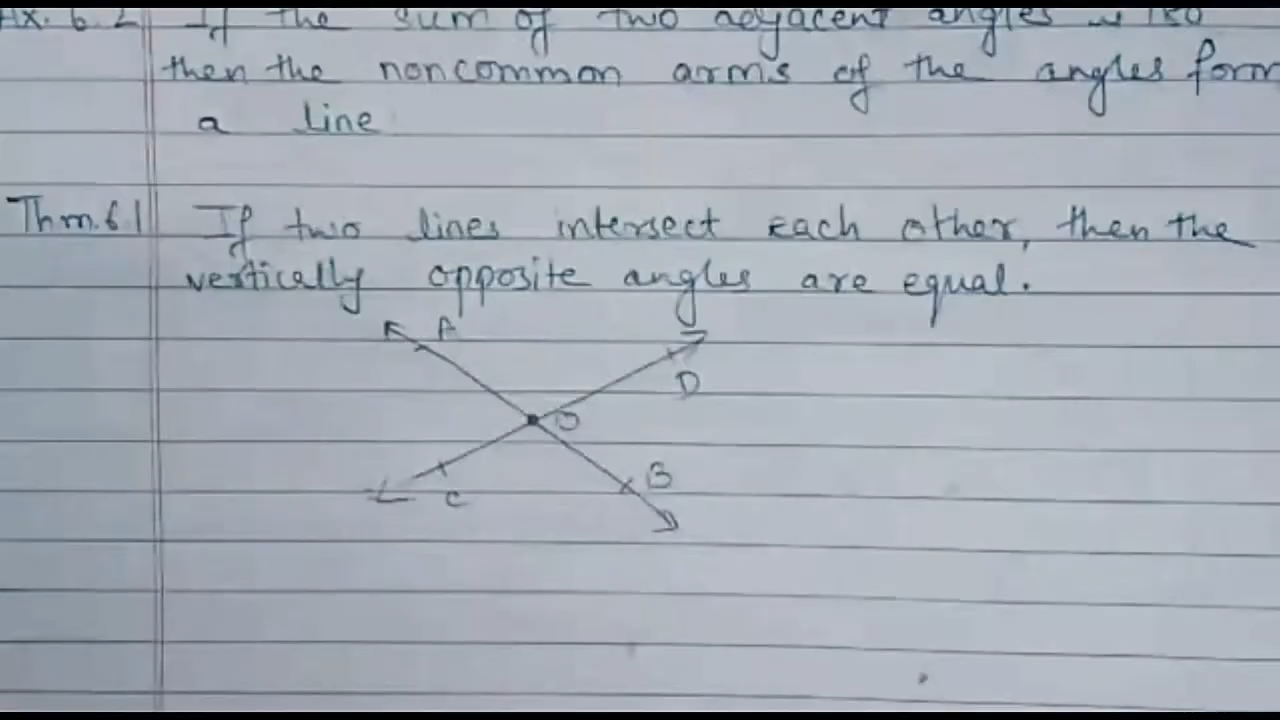 Ax. 6.2 If the sum of two adjacent angles is 180
then the noncommon arms of the angles form
a line
Thm. 6.1 If two lines intersect each other, then the
vertically opposite angles are equal.
A
D
O
B
C